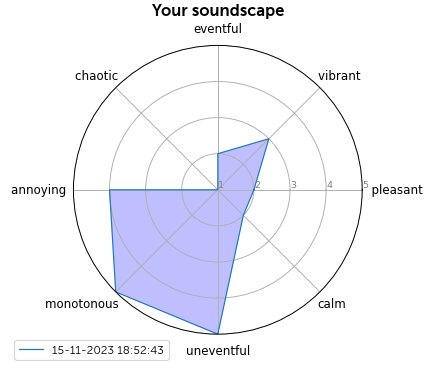 Your soundscape
eventful
chaotic
vibrant
annoying
1 2 3 4 5
pleasant
monotonous
calm
uneventful
15-11-2023 18:52:43